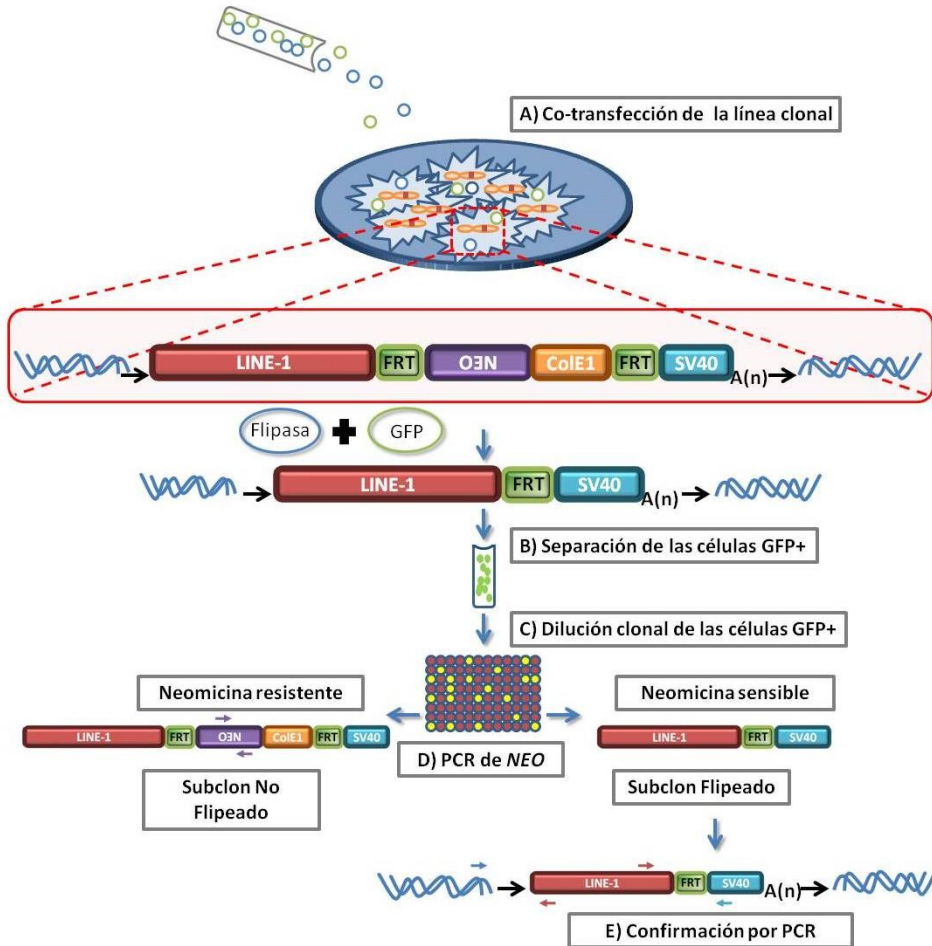 A) Co-transfección de la línea clonal
LINE-1 FRT OƎN ColE1 FRT SV40 A(n)
Flipasa GFP
LINE-1 FRT SV40 A(n)
B) Separación de las células GFP+
C) Dilución clonal de las células GFP+
Neomicina resistente
Neomicina sensible
LINE-1 FRT OƎN ColE1 FRT SV40
LINE-1 FRT SV40
D) PCR de NEO
Subclon No
Flipeado
Subclon Flipeado
LINE-1 FRT SV40 A(n)
E) Confirmación por PCR